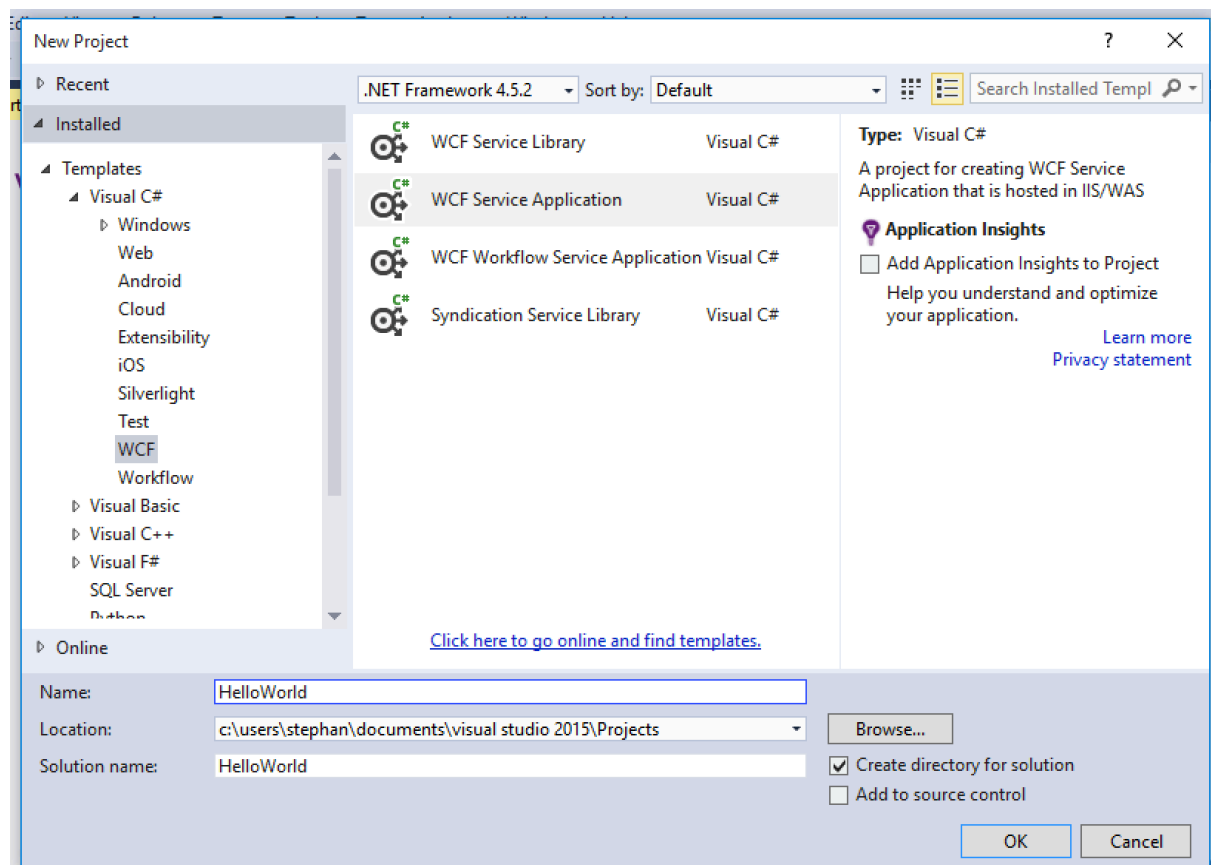 New Project
?
Recent
.NET Framework 4.5.2
Sort by:
Default
Search Installed Templ
Installed
Templates
Visual C#
Windows
Web
Android
Cloud
Extensibility
iOS
Silverlight
Test
WCF
Workflow
Visual Basic
Visual C++
Visual F#
SQL Server
Python
Online
C#
WCF Service Library
Visual C#
C#
WCF Service Application
Visual C#
C#
WCF Workflow Service Application
Visual C#
C#
Syndication Service Library
Visual C#
Click here to go online and find templates.
Type: Visual C#
A project for creating WCF Service
Application that is hosted in IIS/WAS
Application Insights
Add Application Insights to Project
Help you understand and optimize
your application.
Learn more
Privacy statement
Name:
HelloWorld
Location:
c:\users\stephan\documents\visual studio 2015\Projects
Browse...
Solution name:
HelloWorld
Create directory for solution
Add to source control
OK
Cancel